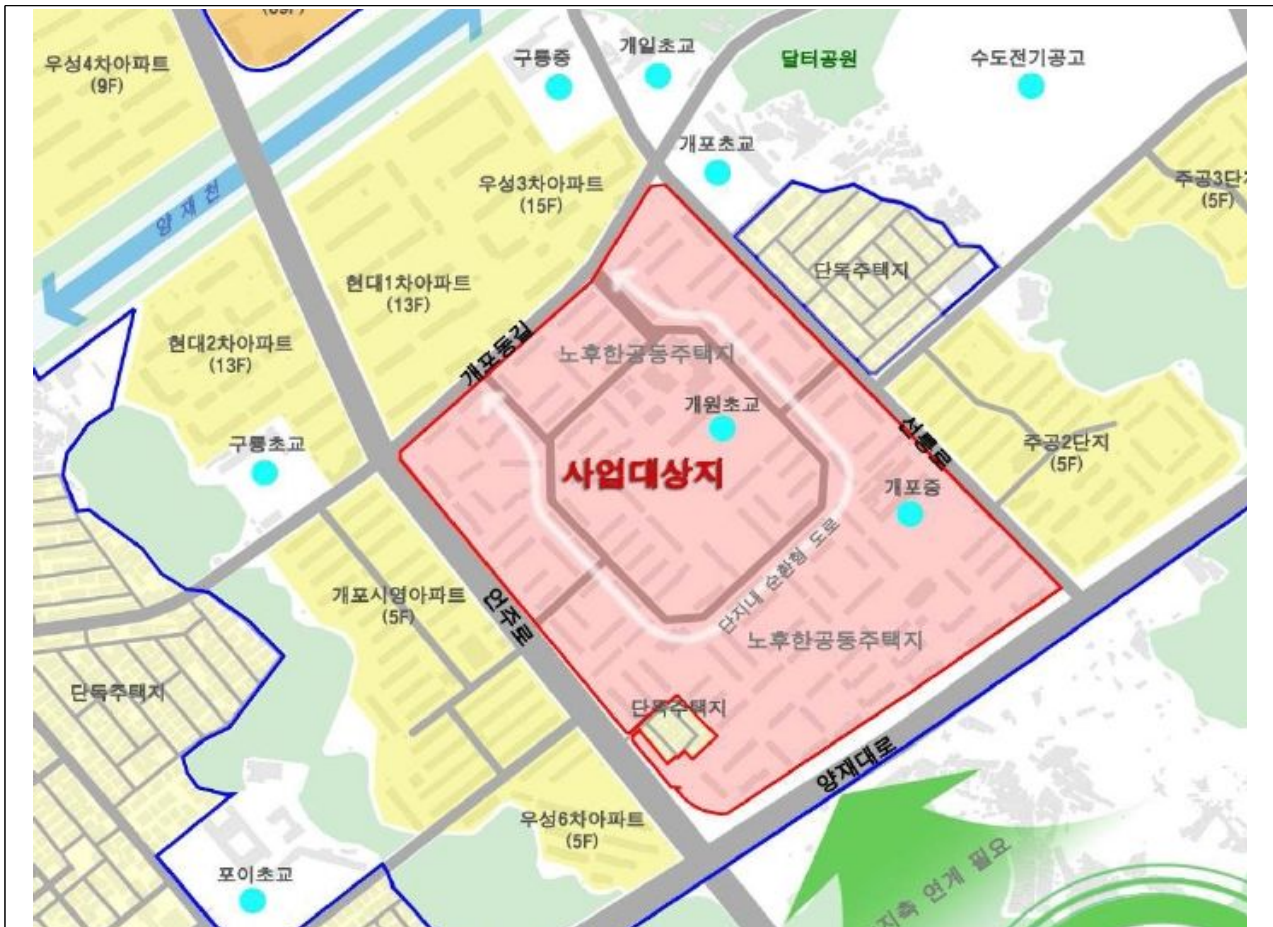 우성4차아파트
(9F)
구룡중
개일초교
달터공원
수도전기공고
양재천
우성3차아파트
(15F)
개포초교
주공3단지
(5F)
단독주택지
현대1차아파트
(13F)
현대2차아파트
(13F)
개포동길
노후한공동주택지
개원초교
선릉로
주공2단지
(5F)
구룡초교
사업대상지
개포중
단지내 순환형 도로
개포시영아파트
(5F)
언주로
노후한공동주택지
단독주택지
단독주택지
양재대로
우성6차아파트
(5F)
포이초교
지축 연계 필요